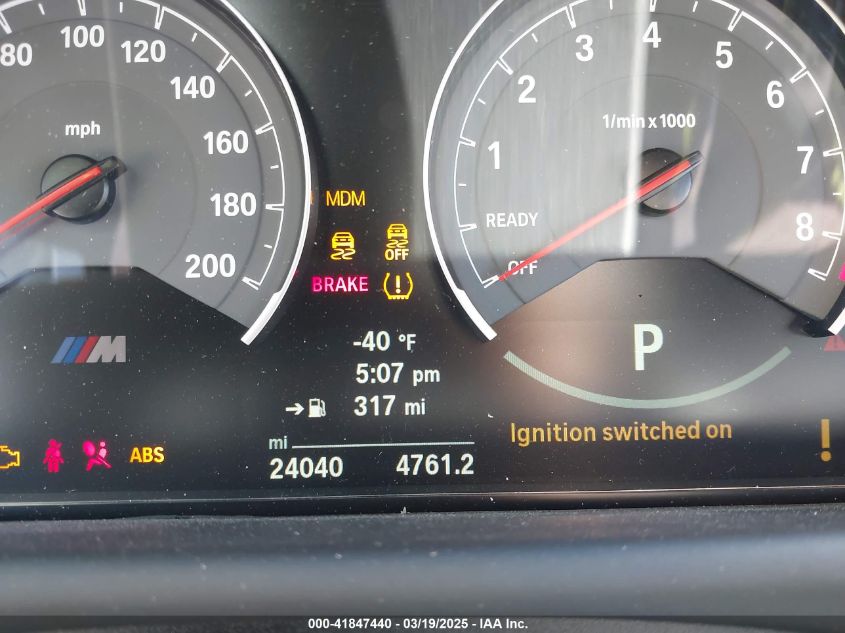 80 100 120 140 160 180 200
mph
MDM
OFF
BRAKE
-40 °F
5:07 pm
→ 317 mi
M
ABS
mi
24040 4761.2
1 2 3 4 5 6 7 8
1/min x 1000
READY
OFF
P
Ignition switched on
!
000-41847440 - 03/19/2025 - IAA Inc.